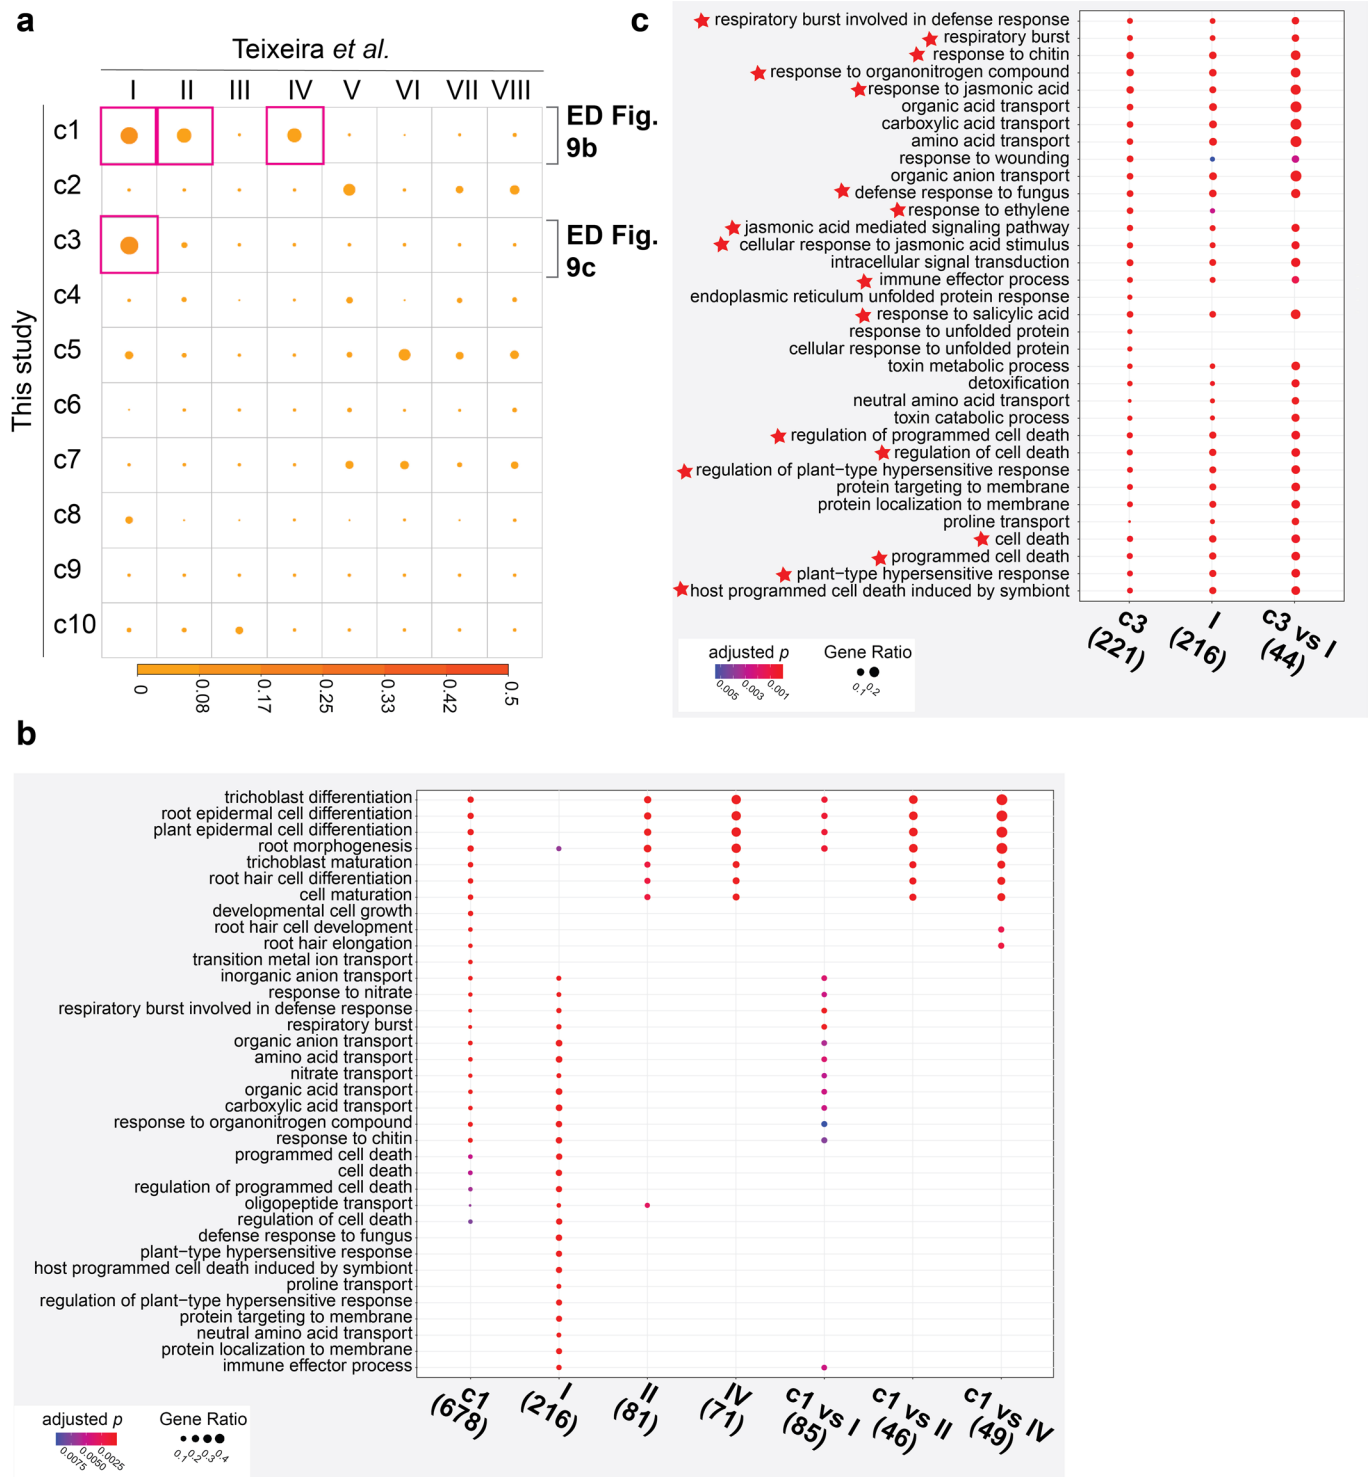 a
Teixeira et al.
I II III IV V VI VII VIII
This study
c1
c2
c3
c4
c5
c6
c7
c8
c9
c10
ED Fig.
9b
ED Fig.
9c
0 0.08 0.17 0.25 0.33 0.42 0.5
c
respiratory burst involved in defense response
respiratory burst
response to chitin
response to organonitrogen compound
response to jasmonic acid
organic acid transport
carboxylic acid transport
amino acid transport
response to wounding
organic anion transport
defense response to fungus
response to ethylene
jasmonic acid mediated signaling pathway
cellular response to jasmonic acid stimulus
intracellular signal transduction
immune effector process
endoplasmic reticulum unfolded protein response
response to salicylic acid
response to unfolded protein
cellular response to unfolded protein
toxin metabolic process
detoxification
neutral amino acid transport
toxin catabolic process
regulation of programmed cell death
regulation of cell death
regulation of plant−type hypersensitive response
protein targeting to membrane
protein localization to membrane
proline transport
cell death
programmed cell death
plant−type hypersensitive response
host programmed cell death induced by symbiont
c3
(221)
I
(216)
c3 vs I
(44)
adjusted p
0.005 0.003 0.001
Gene Ratio
0.1 0.2
b
trichoblast differentiation
root epidermal cell differentiation
plant epidermal cell differentiation
root morphogenesis
trichoblast maturation
root hair cell differentiation
cell maturation
developmental cell growth
root hair cell development
root hair elongation
transition metal ion transport
inorganic anion transport
response to nitrate
respiratory burst involved in defense response
respiratory burst
organic anion transport
amino acid transport
nitrate transport
organic acid transport
carboxylic acid transport
response to organonitrogen compound
response to chitin
programmed cell death
cell death
regulation of programmed cell death
oligopeptide transport
regulation of cell death
defense response to fungus
plant−type hypersensitive response
host programmed cell death induced by symbiont
proline transport
regulation of plant−type hypersensitive response
protein targeting to membrane
neutral amino acid transport
protein localization to membrane
immune effector process
c1
(678)
I
(216)
II
(81)
IV
(71)
c1 vs I
(85)
c1 vs II
(46)
c1 vs IV
(49)
adjusted p
0.0075 0.0050 0.0025
Gene Ratio
0.1 0.2 0.3 0.4